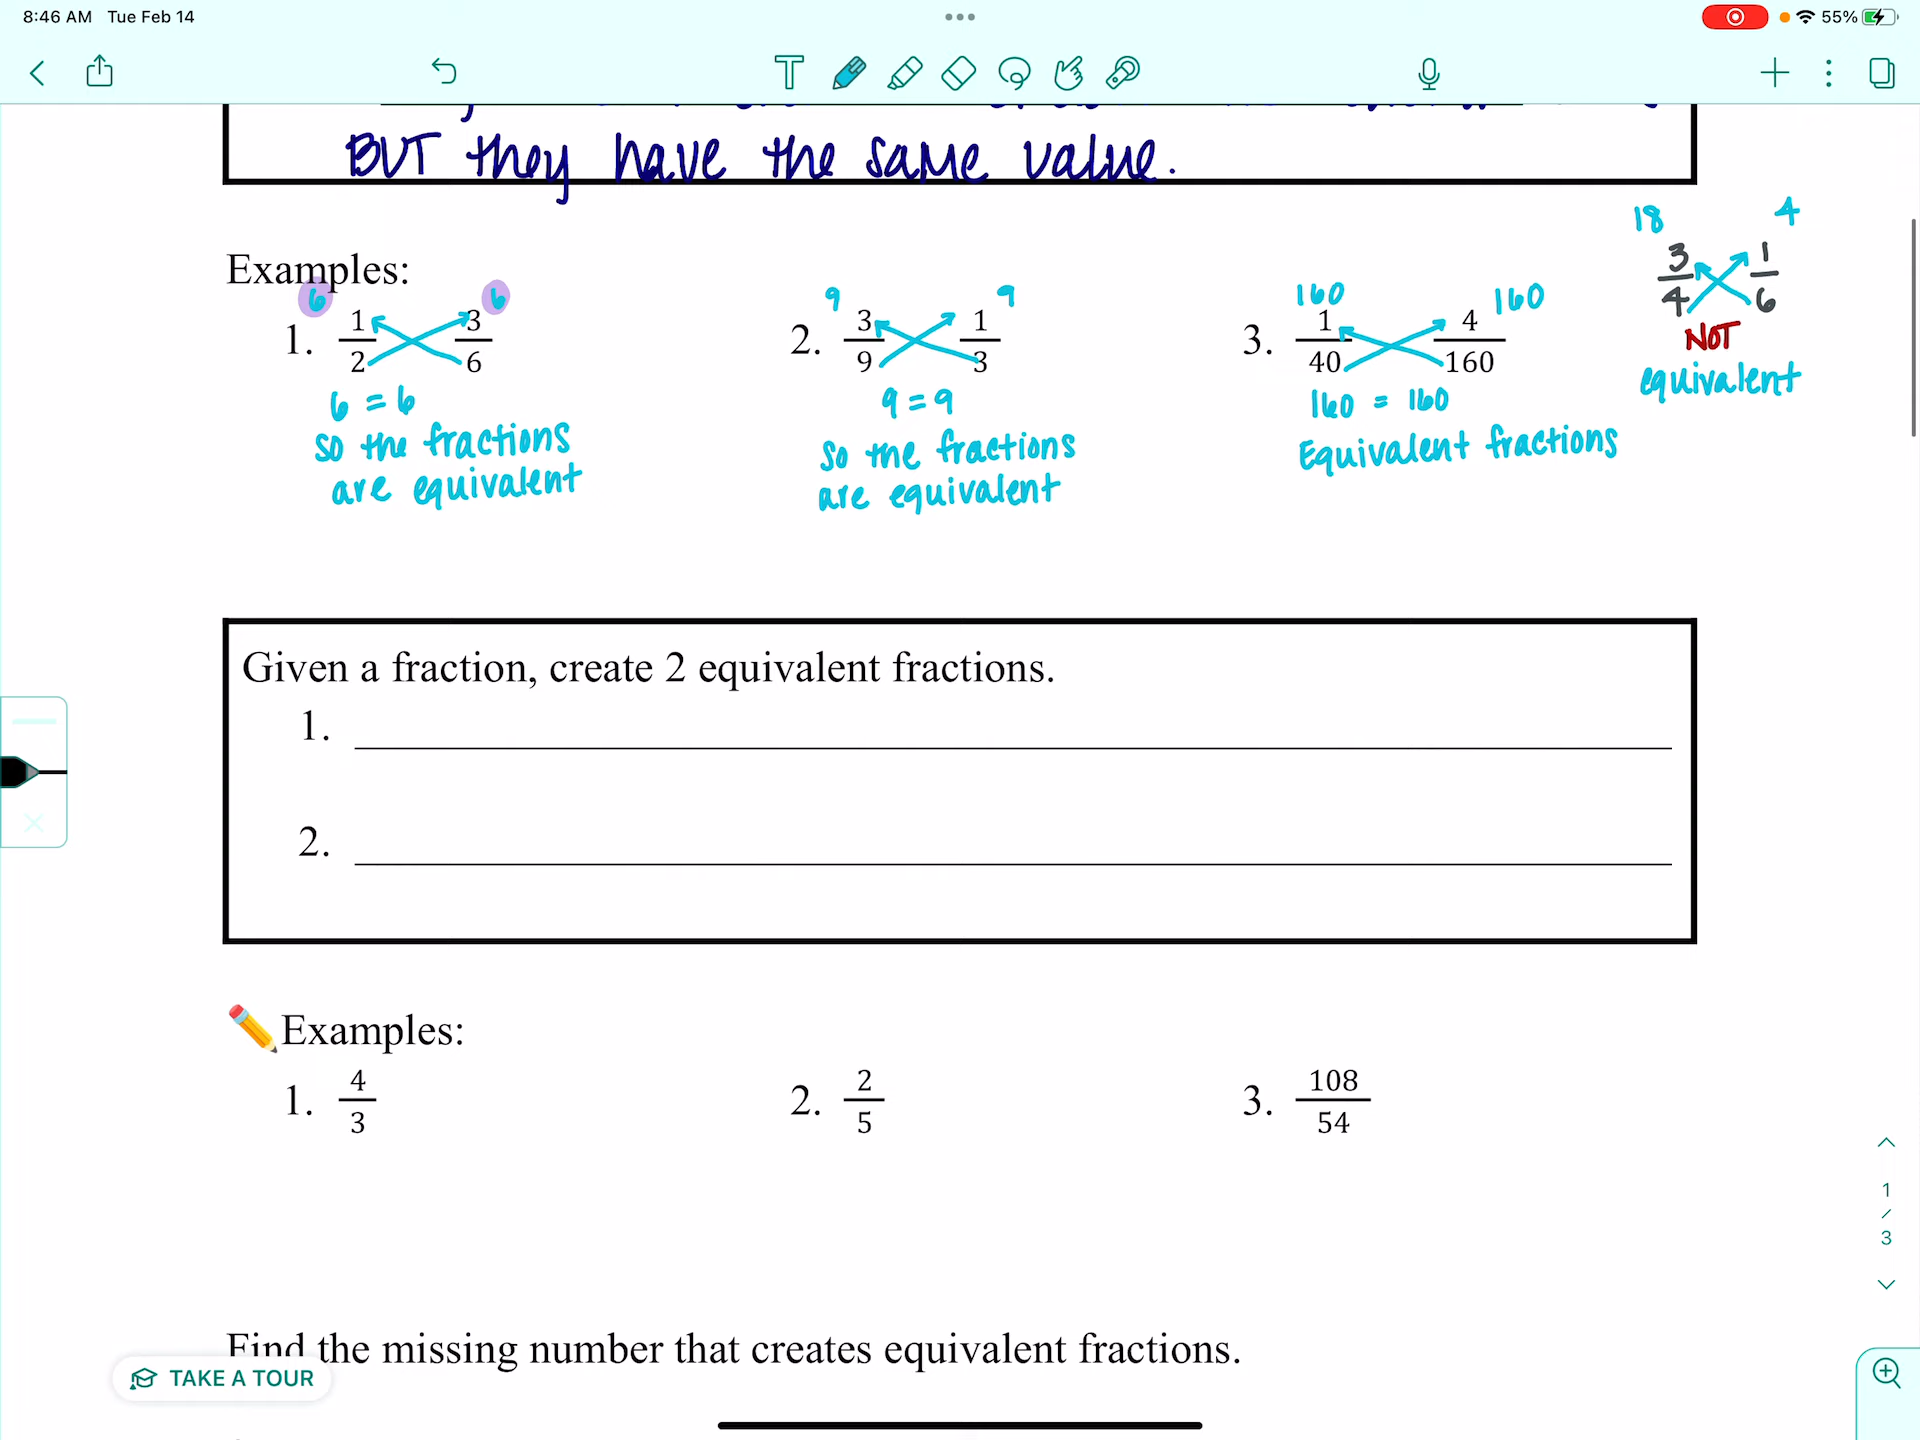 8:46 AM Tue Feb 14
55%
BUT they have the same value.
18 4
3/4 1/6
NOT
equivalent
Examples:
6 6
1. 1/2 3/6
6 = 6
So the fractions
are equivalent
9 9
2. 3/9 1/3
9 = 9
So the fractions
are equivalent
160 160
3. 1/40 4/160
160 = 160
Equivalent fractions
Given a fraction, create 2 equivalent fractions.
1.
2.
Examples:
1. 4/3
2. 2/5
3. 108/54
1 / 3
Find the missing number that creates equivalent fractions.
TAKE A TOUR